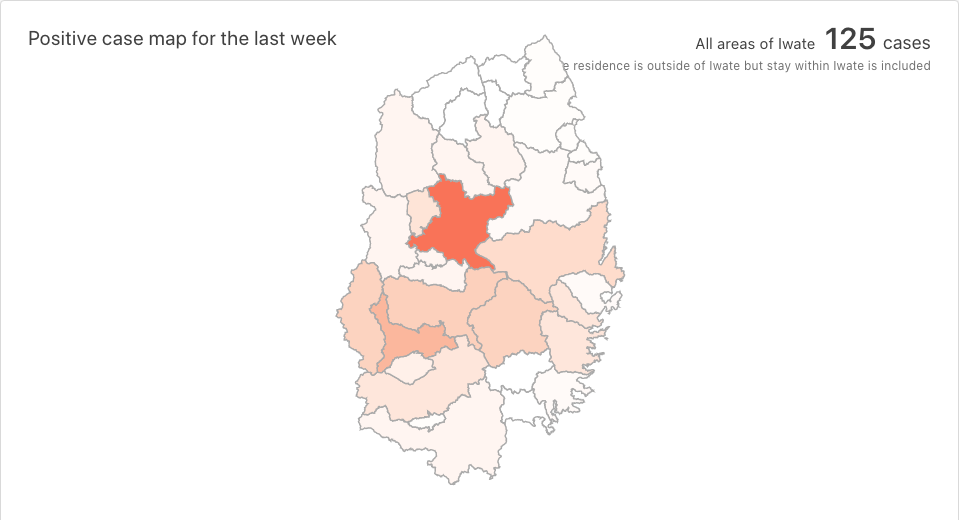 Positive case map for the last week
All areas of Iwate 125 cases
residence is outside of Iwate but stay within Iwate is included